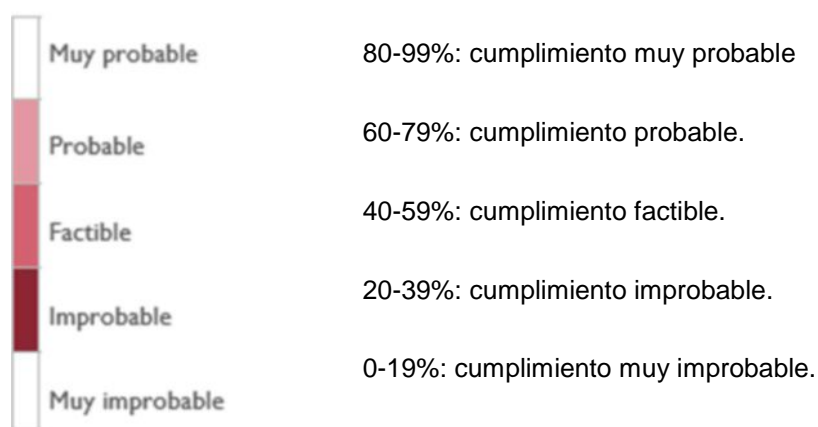 Muy probable 80-99%: cumplimiento muy probable
Probable 60-79%: cumplimiento probable.
Factible 40-59%: cumplimiento factible.
Improbable 20-39%: cumplimiento improbable.
Muy improbable 0-19%: cumplimiento muy improbable.